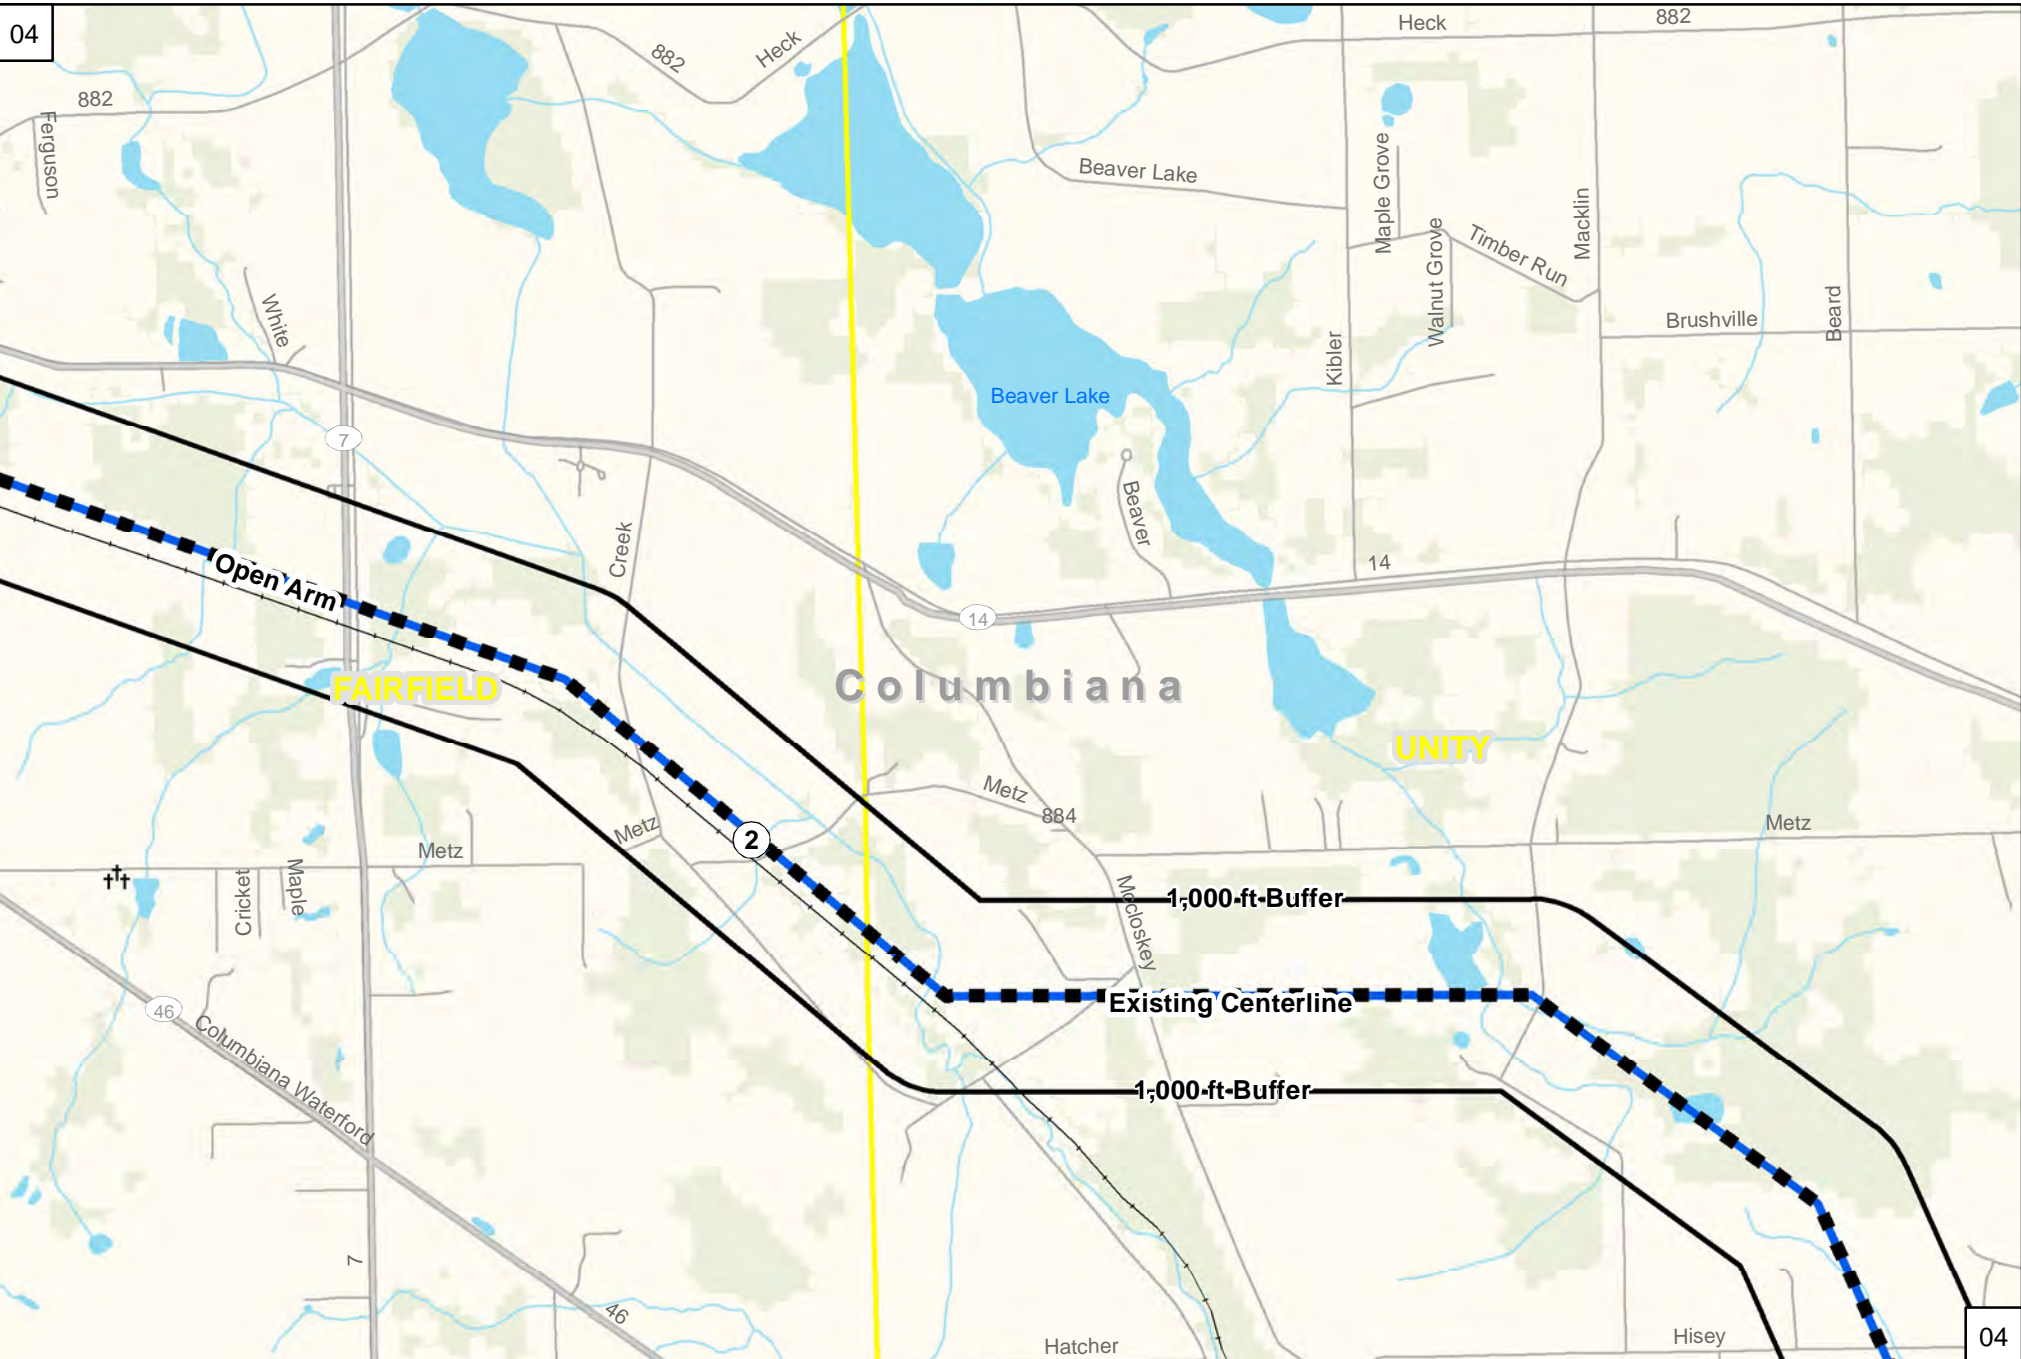 04
882
Heck
Heck
882
882
Ferguson
Beaver Lake
Maple Grove
Walnut Grove
Timber Run
Macklin
Beard
Brushville
White
Kibler
Beaver Lake
7
Beaver
Creek
14
Open Arm
14
FAIRFIELD
Columbiana
UNITY
Metz
884
Metz
Metz
Metz
2
Cricket
Maple
Mccloskey
1,000 ft Buffer
46
Columbiana Waterford
Existing Centerline
1,000 ft Buffer
7
46
Hatcher
Hisey
04